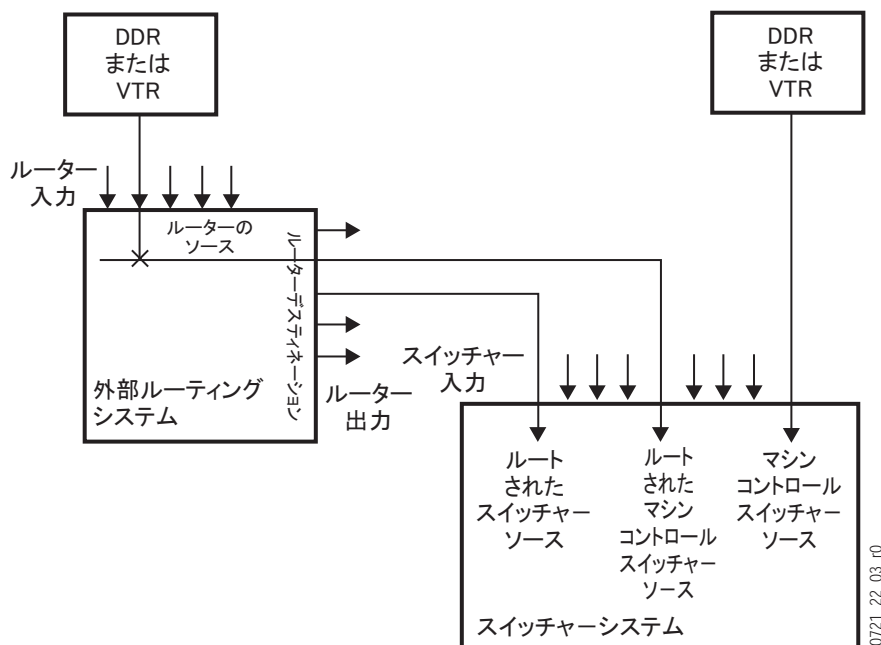 DDR
または
VTR
DDR
または
VTR
ルーター
入力
ルーターの
ソース
ルーターデスティネーション
外部ルーティング
システム
ルーター
出力
スイッチャー
入力
ルート
された
スイッチャー
ソース
ルート
された
マシン
コントロール
スイッチャー
ソース
マシン
コントロール
スイッチャー
ソース
スイッチャーシステム
0721_22_03_r0